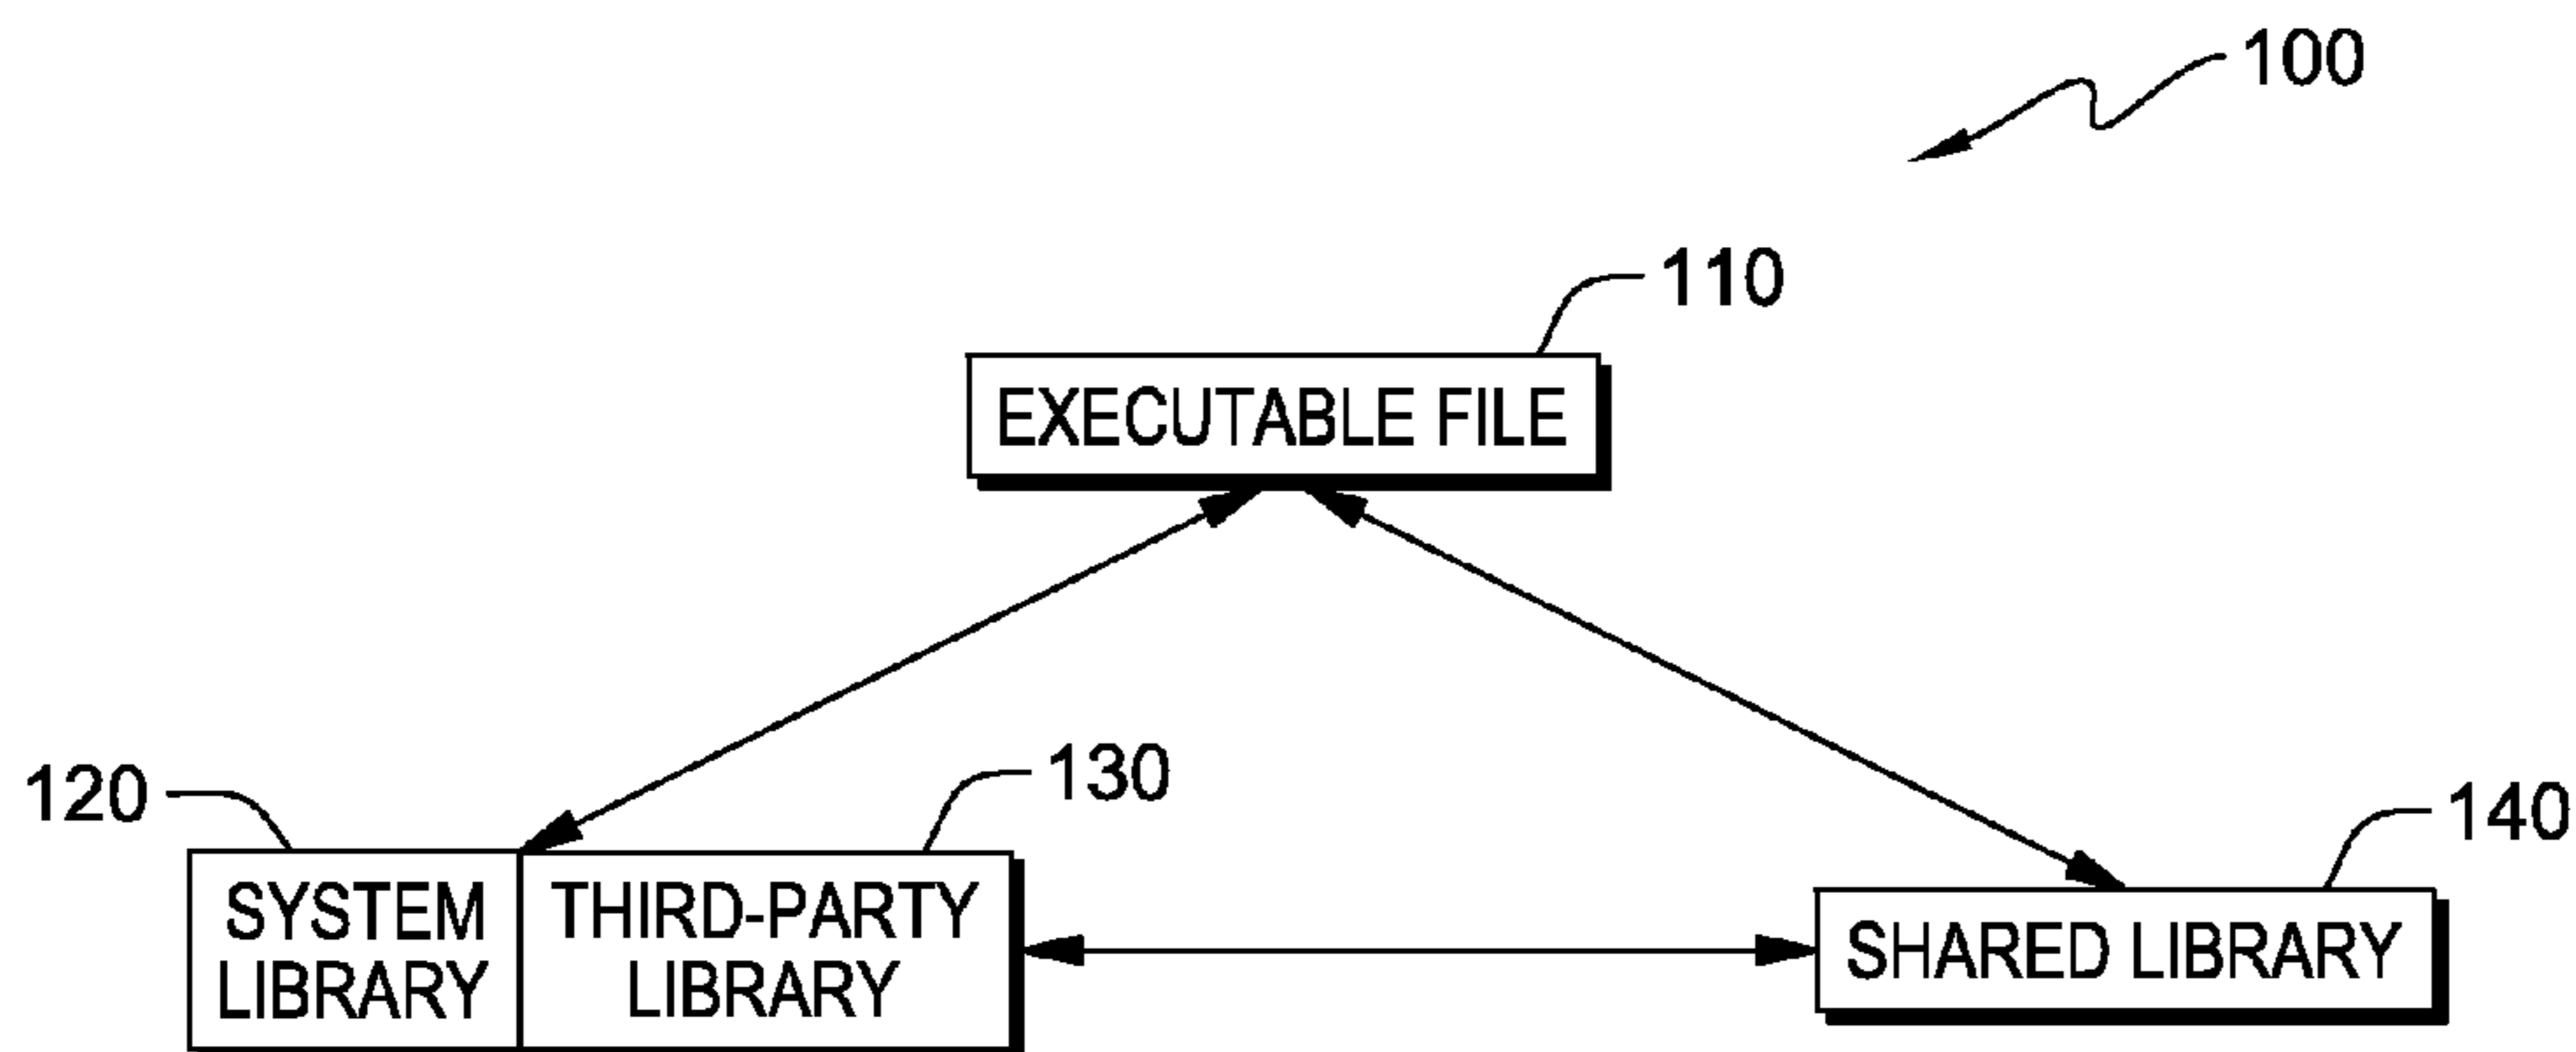 100
110
EXECUTABLE FILE
120
130
140
SYSTEM
LIBRARY
THIRD-PARTY
LIBRARY
SHARED LIBRARY